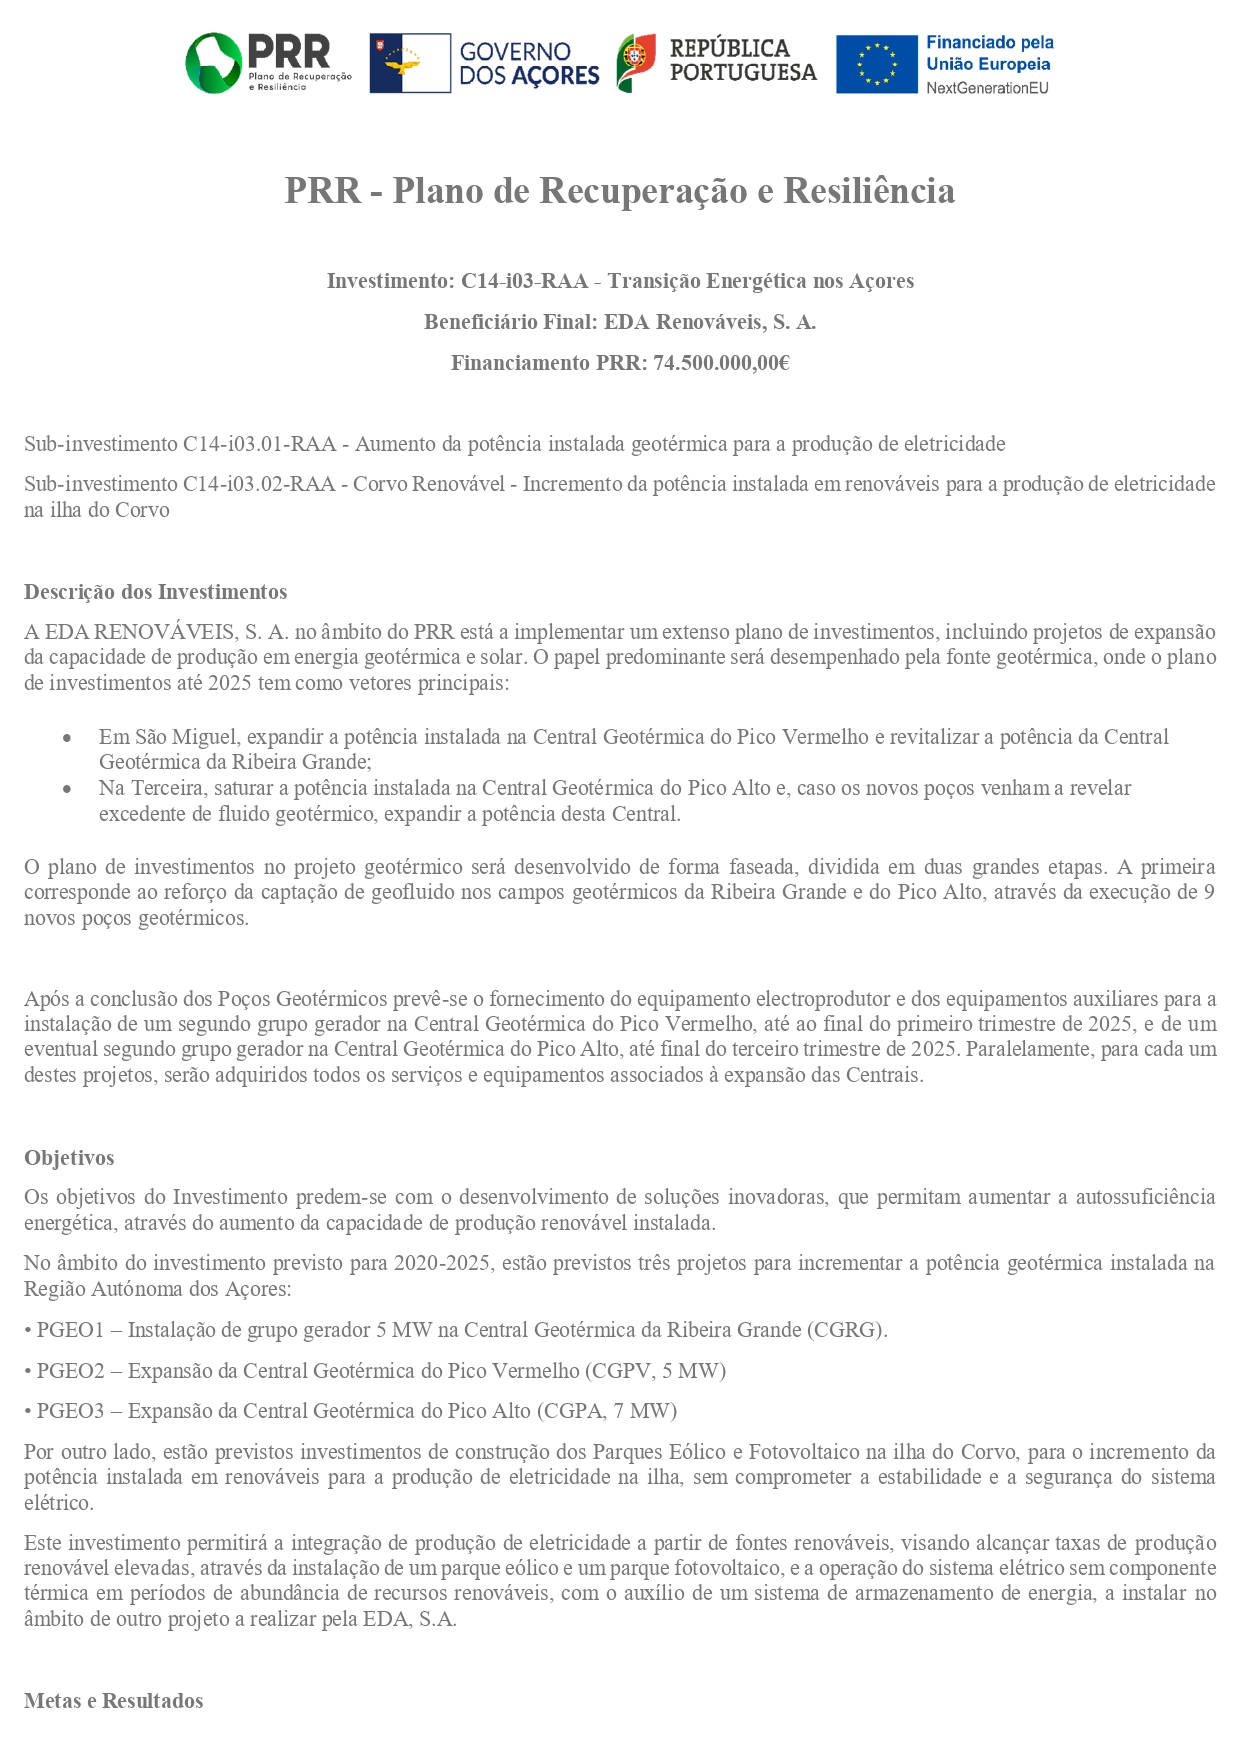 PRR
Plano de Recuperação
e Resiliência
GOVERNO
DOS AÇORES
REPÚBLICA
PORTUGUESA
Financiado pela
União Europeia
NextGenerationEU
PRR - Plano de Recuperação e Resiliência
Investimento: C14-i03-RAA - Transição Energética nos Açores
Beneficiário Final: EDA Renováveis, S. A.
Financiamento PRR: 74.500.000,00€
Sub-investimento C14-i03.01-RAA - Aumento da potência instalada geotérmica para a produção de eletricidade
Sub-investimento C14-i03.02-RAA - Corvo Renovável - Incremento da potência instalada em renováveis para a produção de eletricidade
na ilha do Corvo
Descrição dos Investimentos
A EDA RENOVÁVEIS, S. A. no âmbito do PRR está a implementar um extenso plano de investimentos, incluindo projetos de expansão
da capacidade de produção em energia geotérmica e solar. O papel predominante será desempenhado pela fonte geotérmica, onde o plano
de investimentos até 2025 tem como vetores principais:
• Em São Miguel, expandir a potência instalada na Central Geotérmica do Pico Vermelho e revitalizar a potência da Central
Geotérmica da Ribeira Grande;
• Na Terceira, saturar a potência instalada na Central Geotérmica do Pico Alto e, caso os novos poços venham a revelar
excedente de fluido geotérmico, expandir a potência desta Central.
O plano de investimentos no projeto geotérmico será desenvolvido de forma faseada, dividida em duas grandes etapas. A primeira
corresponde ao reforço da captação de geofluido nos campos geotérmicos da Ribeira Grande e do Pico Alto, através da execução de 9
novos poços geotérmicos.
Após a conclusão dos Poços Geotérmicos prevê-se o fornecimento do equipamento electroprodutor e dos equipamentos auxiliares para a
instalação de um segundo grupo gerador na Central Geotérmica do Pico Vermelho, até ao final do primeiro trimestre de 2025, e de um
eventual segundo grupo gerador na Central Geotérmica do Pico Alto, até final do terceiro trimestre de 2025. Paralelamente, para cada um
destes projetos, serão adquiridos todos os serviços e equipamentos associados à expansão das Centrais.
Objetivos
Os objetivos do Investimento predem-se com o desenvolvimento de soluções inovadoras, que permitam aumentar a autossuficiência
energética, através do aumento da capacidade de produção renovável instalada.
No âmbito do investimento previsto para 2020-2025, estão previstos três projetos para incrementar a potência geotérmica instalada na
Região Autónoma dos Açores:
• PGEO1 – Instalação de grupo gerador 5 MW na Central Geotérmica da Ribeira Grande (CGRG).
• PGEO2 – Expansão da Central Geotérmica do Pico Vermelho (CGPV, 5 MW)
• PGEO3 – Expansão da Central Geotérmica do Pico Alto (CGPA, 7 MW)
Por outro lado, estão previstos investimentos de construção dos Parques Eólico e Fotovoltaico na ilha do Corvo, para o incremento da
potência instalada em renováveis para a produção de eletricidade na ilha, sem comprometer a estabilidade e a segurança do sistema
elétrico.
Este investimento permitirá a integração de produção de eletricidade a partir de fontes renováveis, visando alcançar taxas de produção
renovável elevadas, através da instalação de um parque eólico e um parque fotovoltaico, e a operação do sistema elétrico sem componente
térmica em períodos de abundância de recursos renováveis, com o auxílio de um sistema de armazenamento de energia, a instalar no
âmbito de outro projeto a realizar pela EDA, S.A.
Metas e Resultados